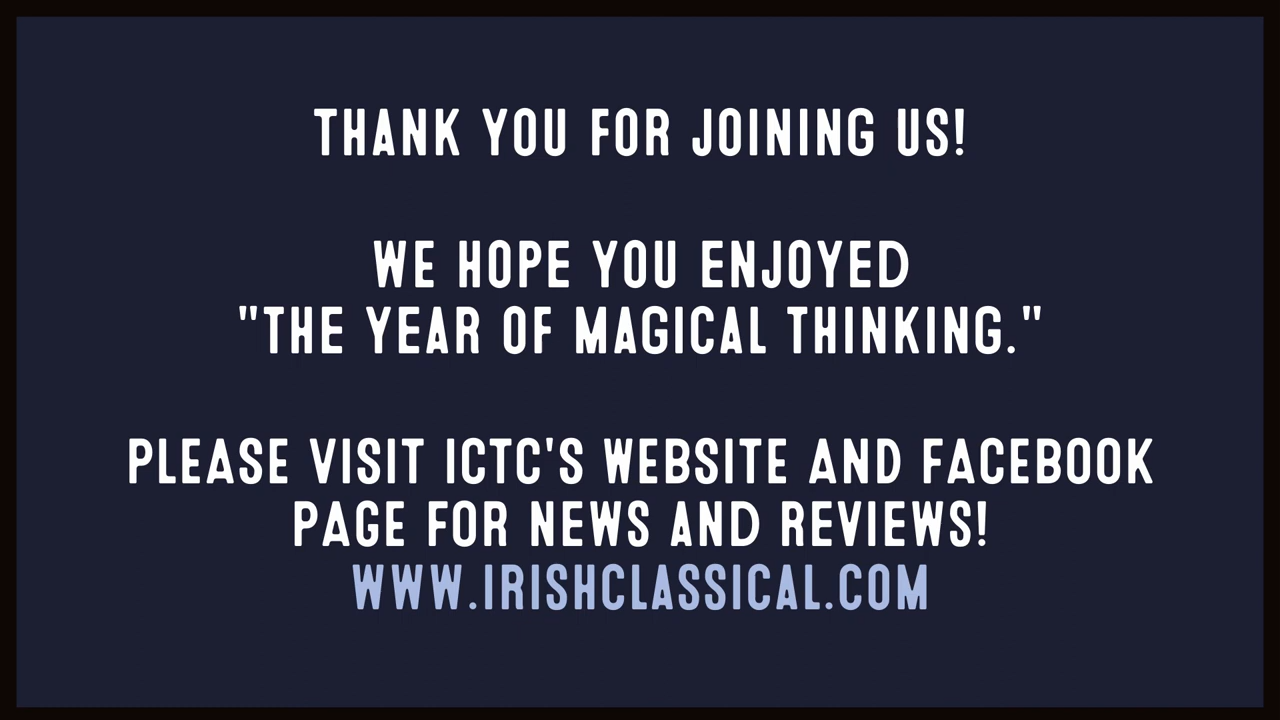 THANK YOU FOR JOINING US!
WE HOPE YOU ENJOYED
"THE YEAR OF MAGICAL THINKING."
PLEASE VISIT ICTC'S WEBSITE AND FACEBOOK
PAGE FOR NEWS AND REVIEWS!
WWW.IRISHCLASSICAL.COM